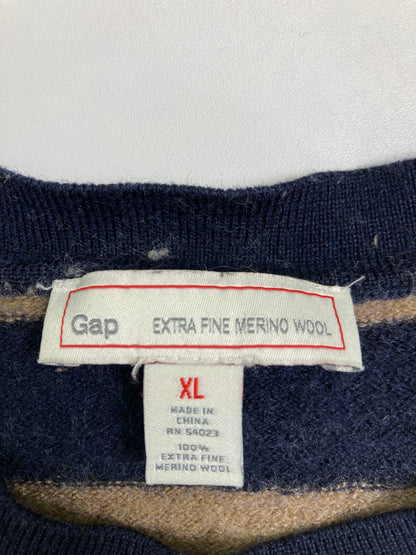 Gap EXTRA FINE MERINO WOOL
XL
MADE IN
CHINA
RN 54023
100%
EXTRA FINE
MERINO WOOL